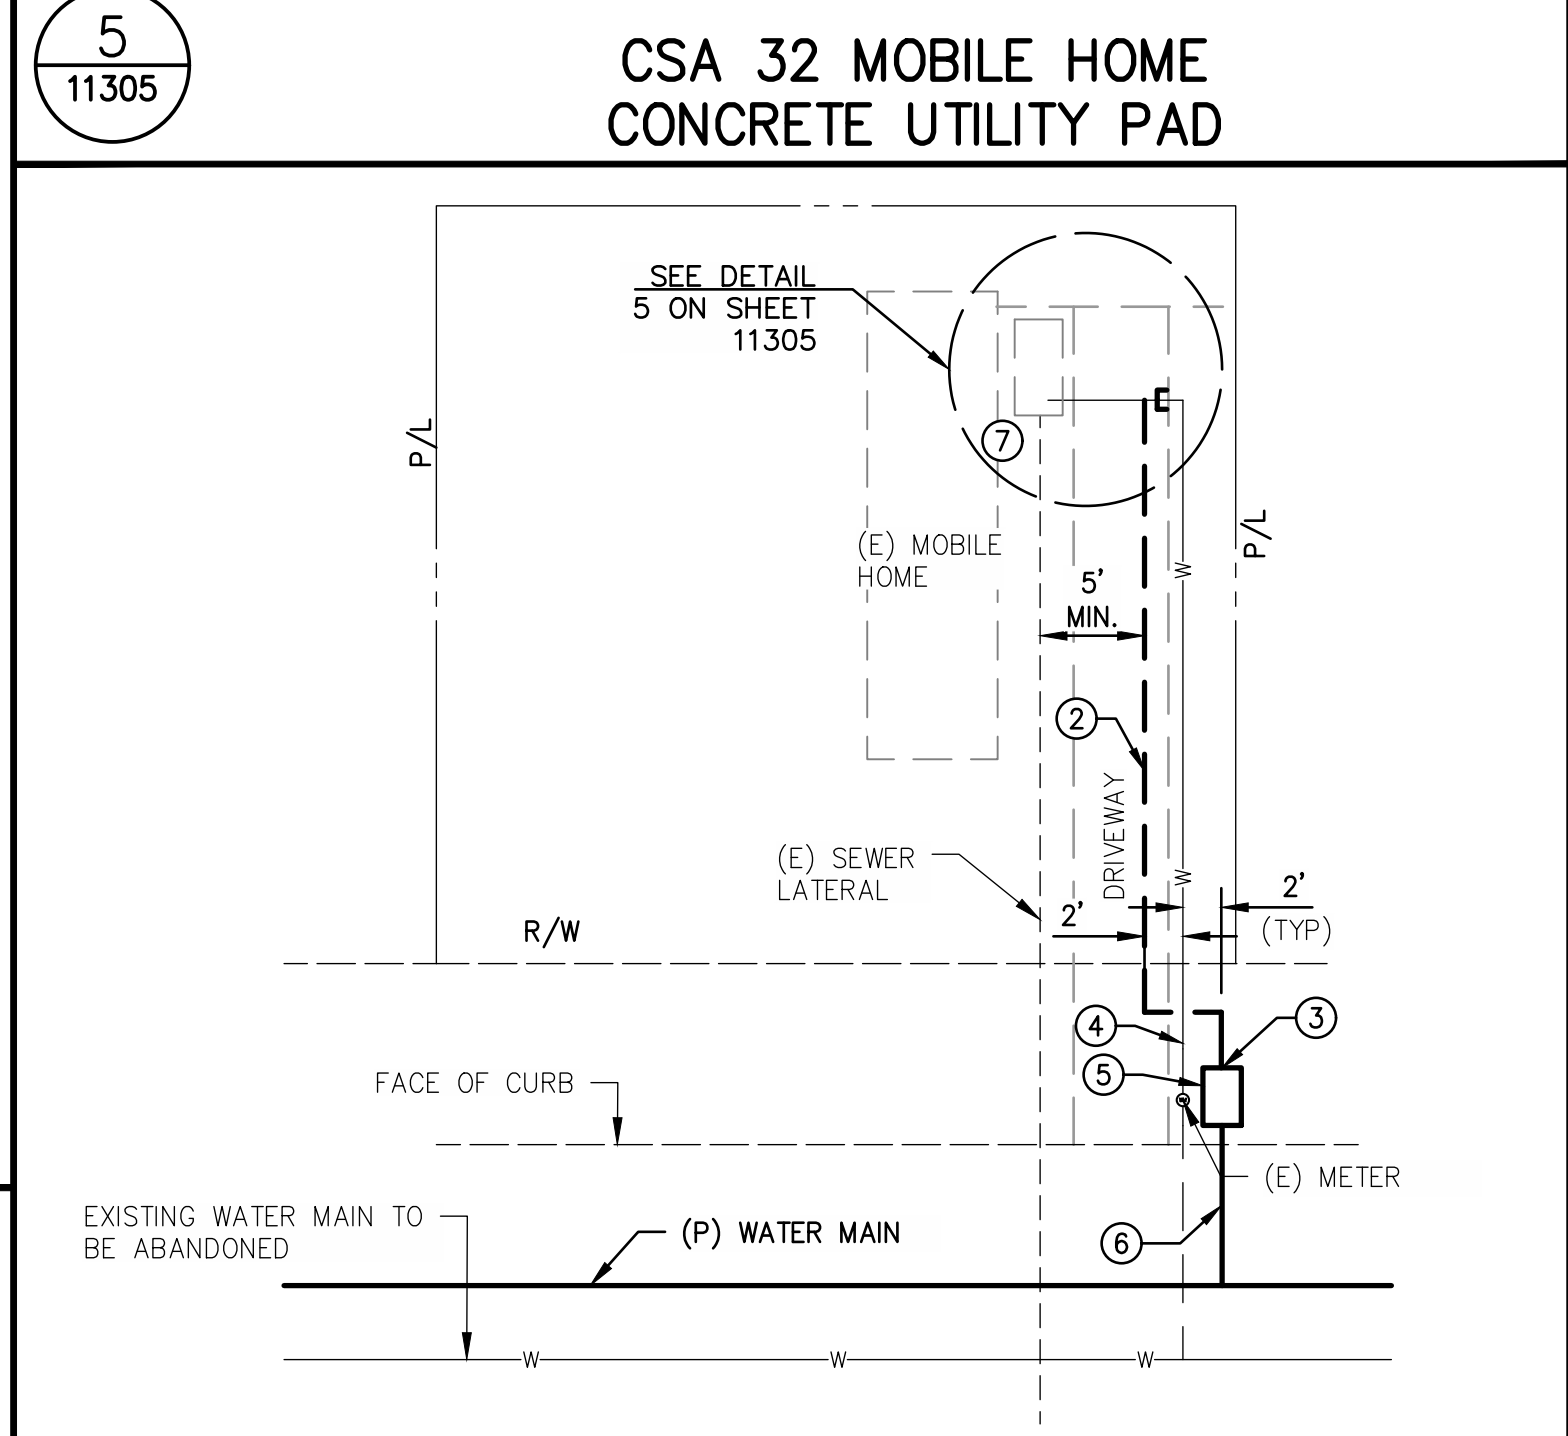 5
11305
CSA 32 MOBILE HOME
CONCRETE UTILITY PAD
SEE DETAIL
5 ON SHEET
11305
P/L
7
P/L
(E) MOBILE
HOME
W
5'
MIN.
2
DRIVEWAY
(E) SEWER
LATERAL
W
2'
(TYP)
2'
R/W
4
3
5
FACE OF CURB
W
(E) METER
EXISTING WATER MAIN TO
BE ABANDONED
(P) WATER MAIN
6
W
W
W